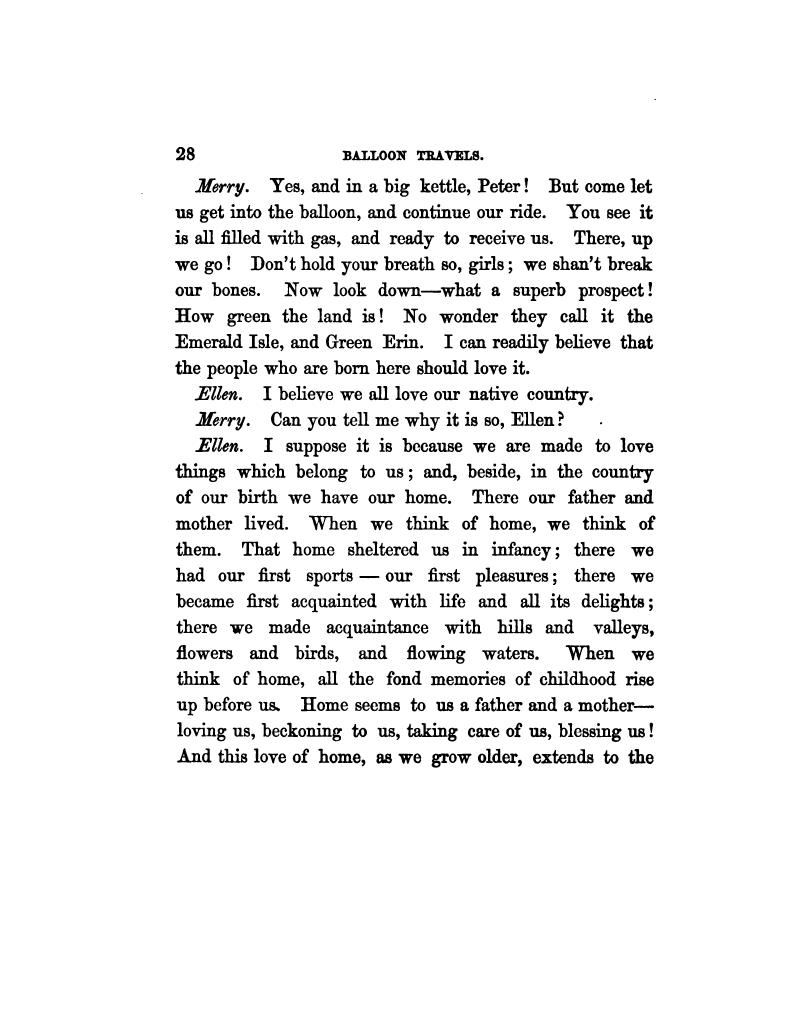 28 BALLOON TRAVELS.
Merry. Yes, and in a big kettle, Peter! But come let
us get into the balloon, and continue our ride. You see it
is all filled with gas, and ready to receive us. There, up
we go! Don't hold your breath so, girls; we shan't break
our bones. Now look down—what a superb prospect!
How green the land is! No wonder they call it the
Emerald Isle, and Green Erin. I can readily believe that
the people who are born here should love it.
Ellen. I believe we all love our native country.
Merry. Can you tell me why it is so, Ellen?
Ellen. I suppose it is because we are made to love
things which belong to us; and, beside, in the country
of our birth we have our home. There our father and
mother lived. When we think of home, we think of
them. That home sheltered us in infancy; there we
had our first sports — our first pleasures; there we
became first acquainted with life and all its delights;
there we made acquaintance with hills and valleys,
flowers and birds, and flowing waters. When we
think of home, all the fond memories of childhood rise
up before us. Home seems to us a father and a mother—
loving us, beckoning to us, taking care of us, blessing us!
And this love of home, as we grow older, extends to the